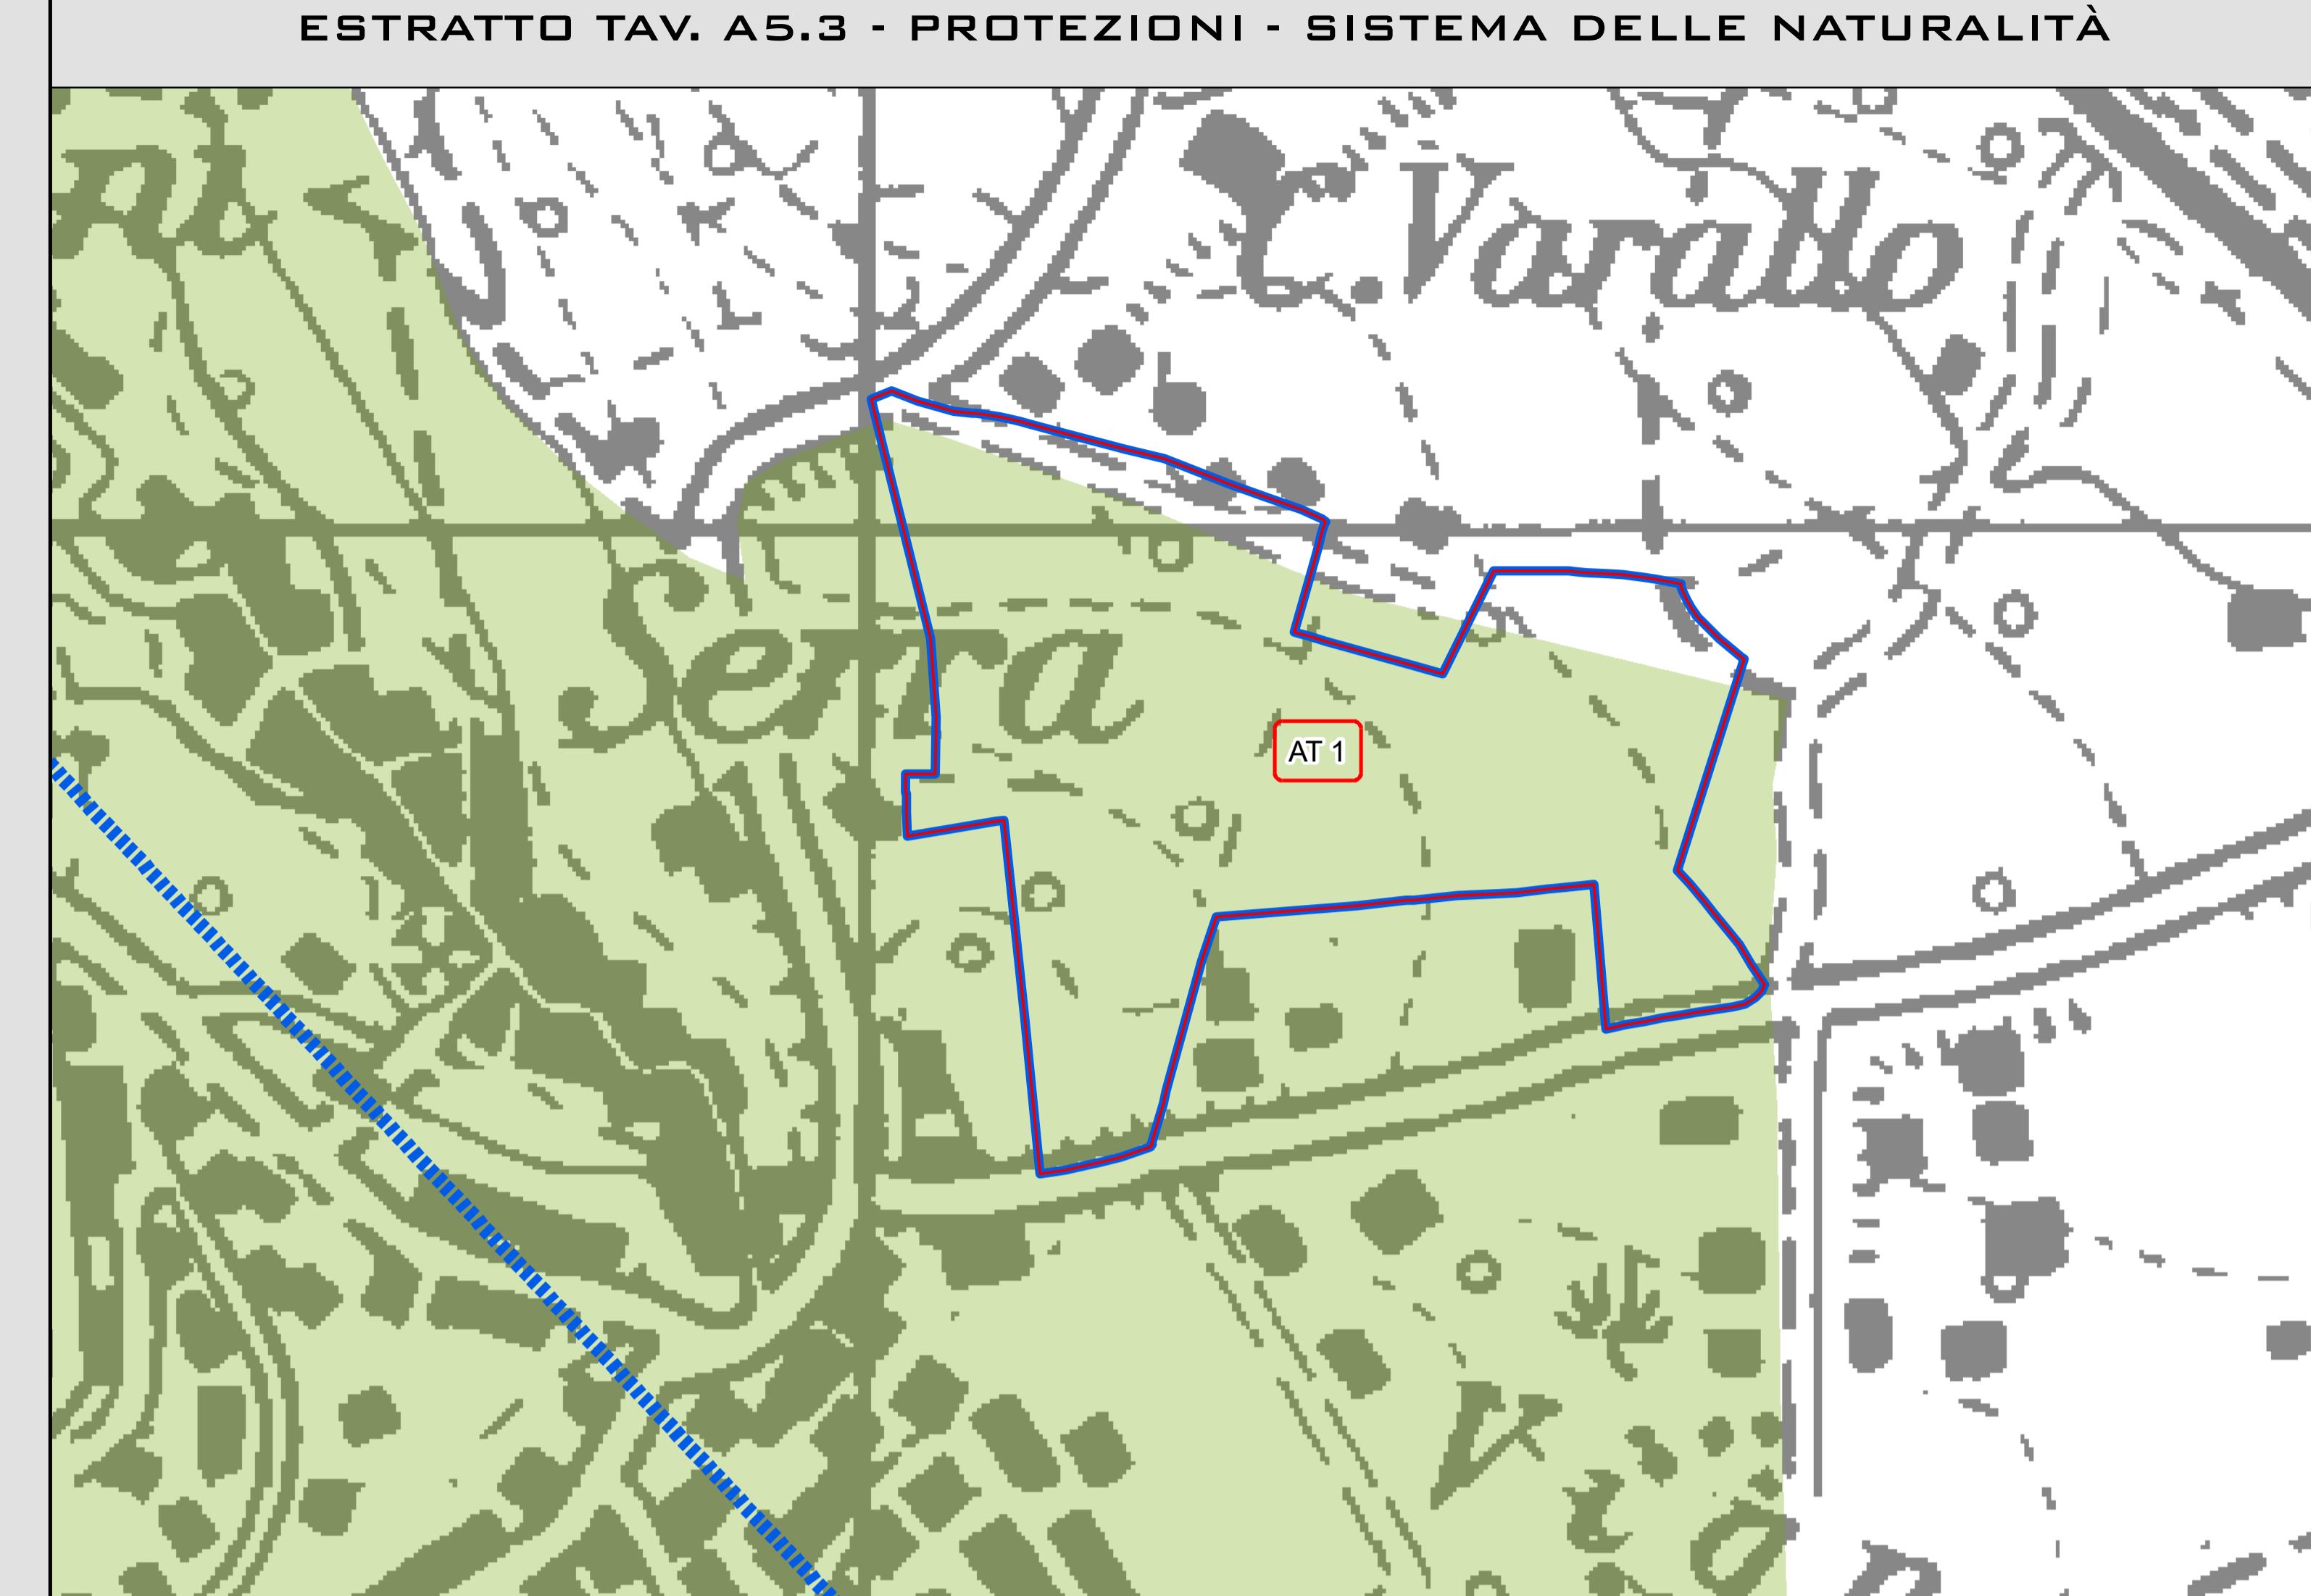 ESTRATTO TAV. A5.3 - PROTEZIONI - SISTEMA DELLE NATURALITÀ
C. Varallo
Serra
AT 1